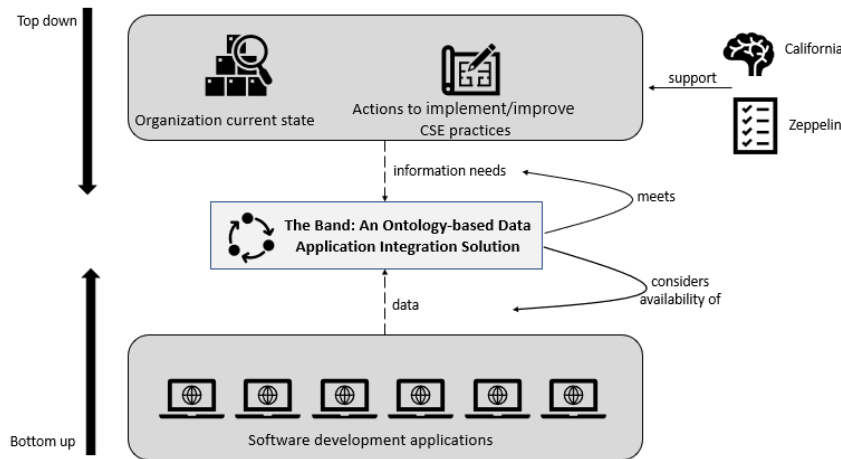 Top down
California
support
Organization current state
Actions to implement/improve
CSE practices
Zeppelin
information needs
meets
The Band: An Ontology-based Data
Application Integration Solution
considers
availability of
data
Software development applications
Bottom up